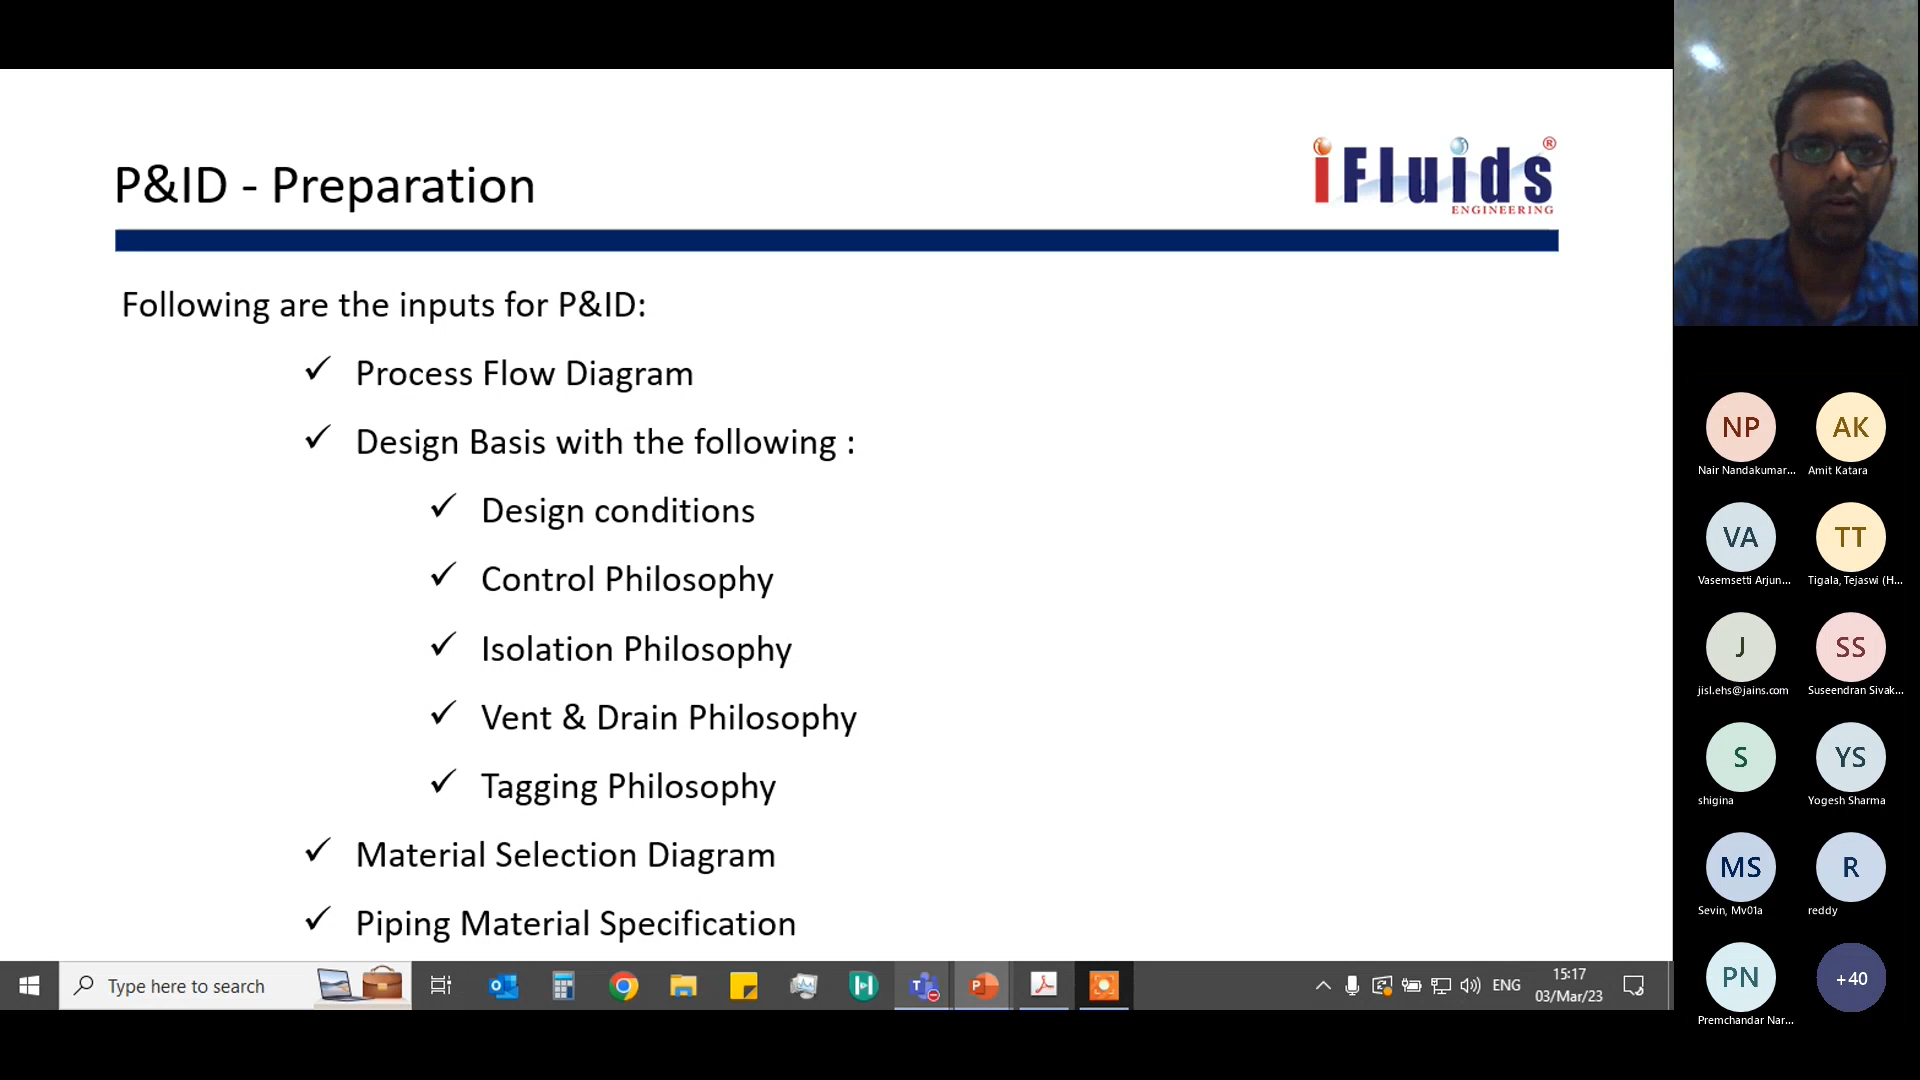 P&ID - Preparation
iFluids®
ENGINEERING
Following are the inputs for P&ID:
✓ Process Flow Diagram
✓ Design Basis with the following :
✓ Design conditions
✓ Control Philosophy
✓ Isolation Philosophy
✓ Vent & Drain Philosophy
✓ Tagging Philosophy
✓ Material Selection Diagram
✓ Piping Material Specification
Type here to search
ENG
15:17
03/Mar/23
NP
Nair Nandakumar...
AK
Amit Katara
VA
Vasemsetti Arjun...
TT
Tigala, Tejaswi (H...
J
jisl.ehs@jains.com
SS
Suseendran Sivak...
S
shigina
YS
Yogesh Sharma
MS
Sevin, Mv01a
R
reddy
PN
Premchandar Nar...
+40